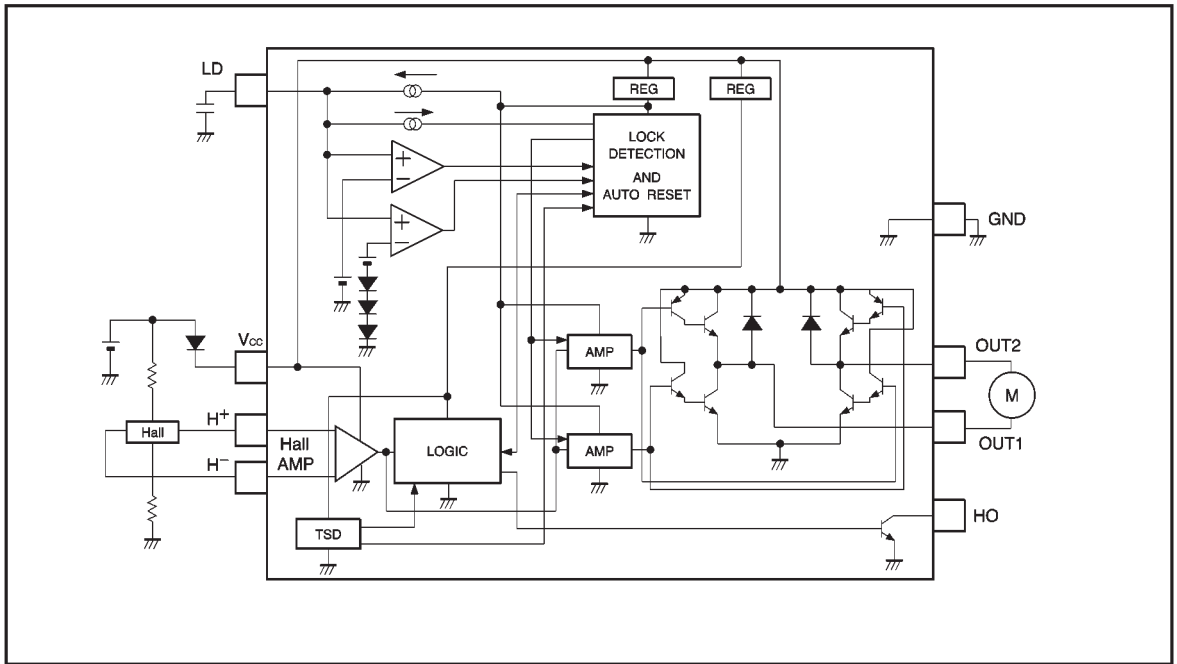 LD
REG
REG
LOCK
DETECTION
AND
AUTO RESET
+
−
+
−
GND
Vcc
AMP
OUT2
M
H+
Hall
H−
Hall
AMP
LOGIC
AMP
OUT1
TSD
HO